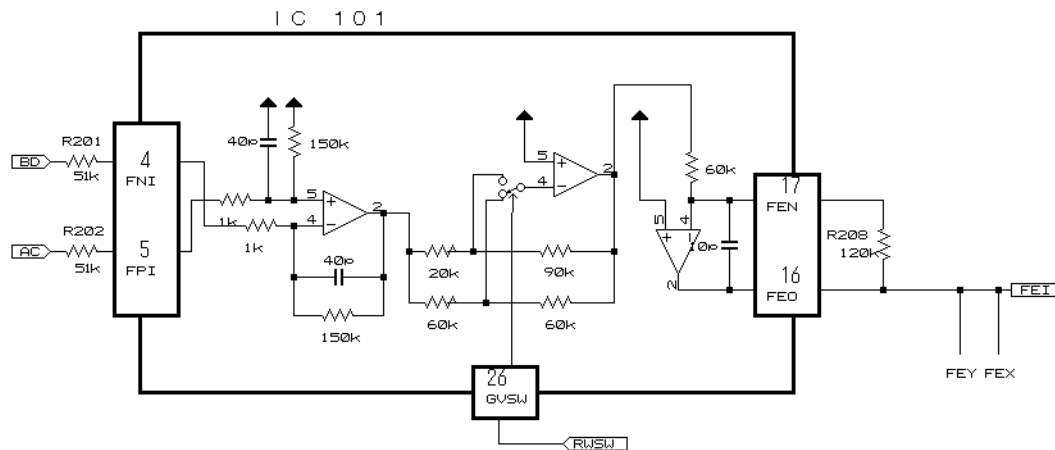 IC 101
R201
BD
51k
4
FNI
40p
150k
5
2
4
60k
17
FEN
1k
5
+
2
4
-
5
4
+
-
R202
AC
51k
5
FPI
1k
20k
90k
10p
2
R208
120k
40p
16
FEO
FEI
150k
60k
60k
26
GVSW
FEY FEX
RWSW